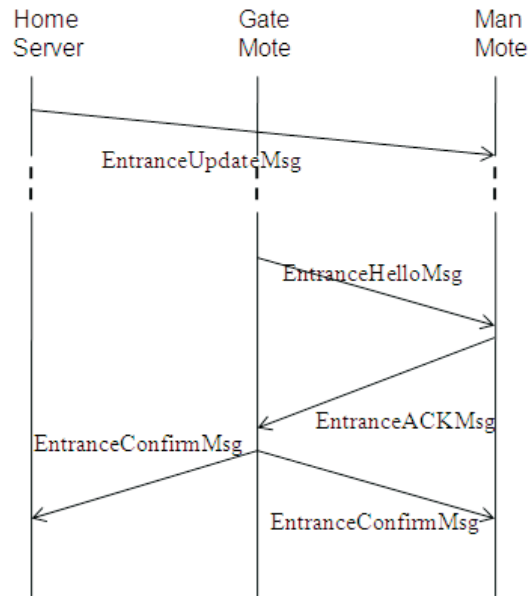 Home Server
Gate Mote
Man Mote
EntranceUpdateMsg
EntranceHelloMsg
EntranceACKMsg
EntranceConfirmMsg
EntranceConfirmMsg